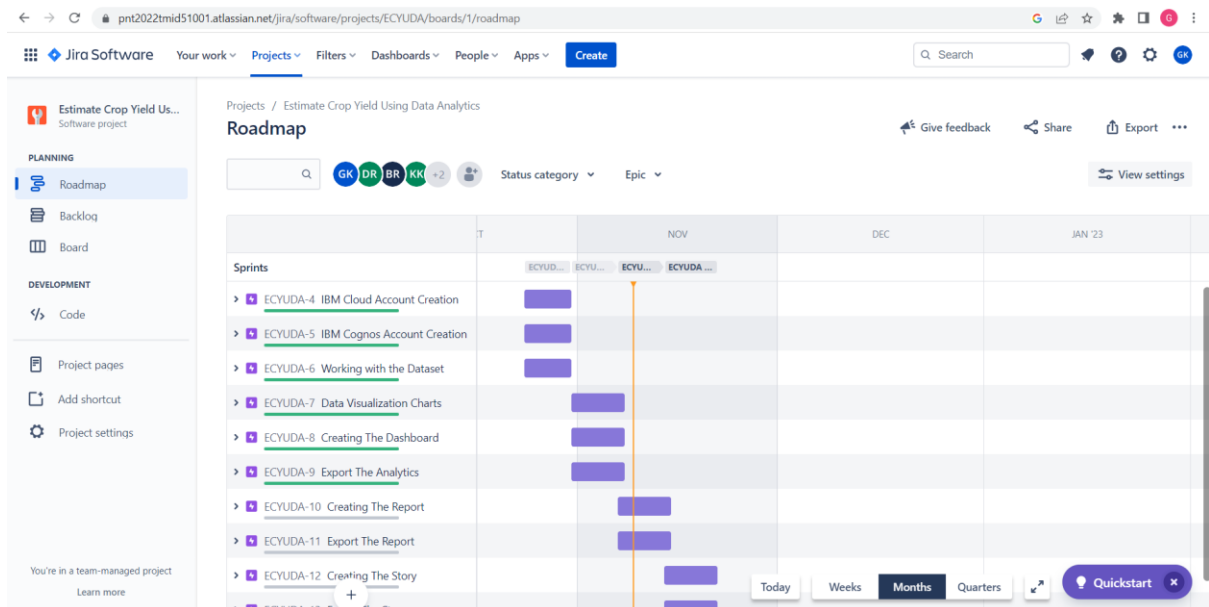 pnt2022tmid51001.atlassian.net/jira/software/projects/ECYUDA/boards/1/roadmap
G
G
Jira Software
Your work
Projects
Filters
Dashboards
People
Apps
Create
Search
GK
Estimate Crop Yield Us...
Software project
PLANNING
Roadmap
Backlog
Board
DEVELOPMENT
Code
Project pages
Add shortcut
Project settings
You're in a team-managed project
Learn more
Projects / Estimate Crop Yield Using Data Analytics
Roadmap
Give feedback
Share
Export
GK DR BR KK +2
Status category
Epic
View settings
T NOV DEC JAN '23
Sprints
ECYUD... ECYU... ECYU... ECYUDA ...
ECYUDA-4 IBM Cloud Account Creation
ECYUDA-5 IBM Cognos Account Creation
ECYUDA-6 Working with the Dataset
ECYUDA-7 Data Visualization Charts
ECYUDA-8 Creating The Dashboard
ECYUDA-9 Export The Analytics
ECYUDA-10 Creating The Report
ECYUDA-11 Export The Report
ECYUDA-12 Creating The Story
Today
Weeks
Months
Quarters
Quickstart